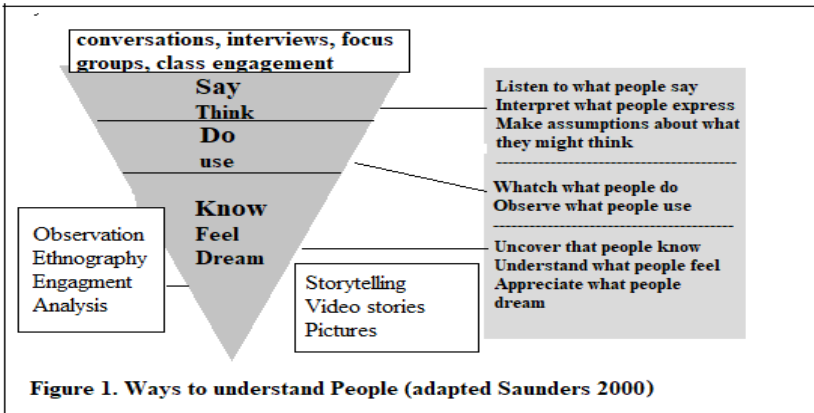 conversations, interviews, focus
groups, class engagement
Say
Think
Do
use
Know
Feel
Dream
Listen to what people say
Interpret what people express
Make assumptions about what
they might think
-----------------------------------------
Whatch what people do
Observe what people use
-----------------------------------------
Uncover that people know
Understand what people feel
Appreciate what people
dream
Observation
Ethnography
Engagment
Analysis
Storytelling
Video stories
Pictures
Figure 1. Ways to understand People (adapted Saunders 2000)